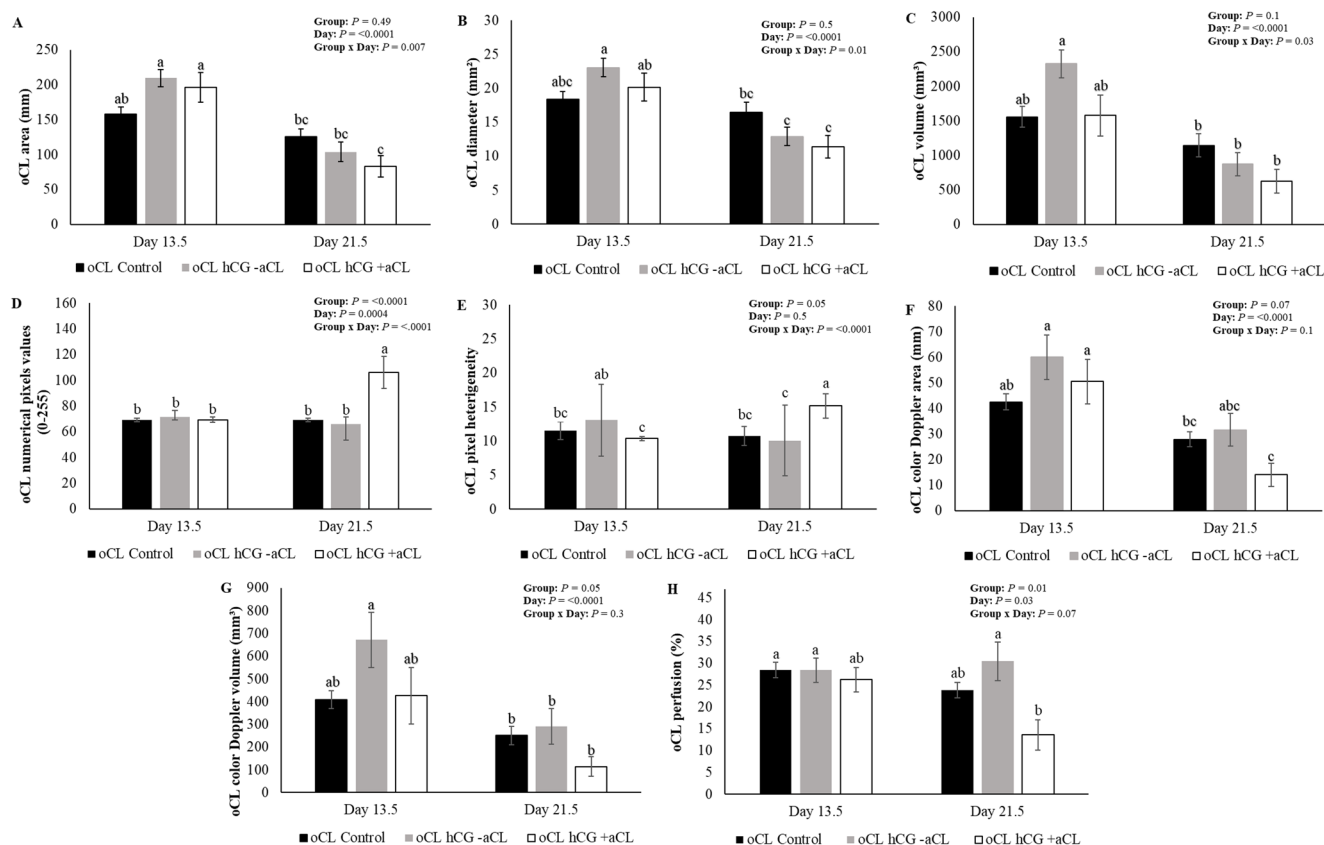 A
Group: P = 0.49
Day: P = <0.0001
Group x Day: P = 0.007
oCL area (mm)
250
200
150
100
50
0
ab
a
a
bc
bc
c
Day 13.5
Day 21.5
oCL Control
oCL hCG -aCL
oCL hCG +aCL
B
Group: P = 0.5
Day: P = <0.0001
Group x Day: P = 0.01
oCL diameter (mm²)
30
25
20
15
10
5
0
abc
a
ab
bc
c
c
Day 13.5
Day 21.5
oCL Control
oCL hCG -aCL
oCL hCG +aCL
C
Group: P = 0.1
Day: P = <0.0001
Group x Day: P = 0.03
oCL volume (mm³)
3000
2500
2000
1500
1000
500
0
ab
a
ab
b
b
b
Day 13.5
Day 21.5
oCL Control
oCL hCG -aCL
oCL hCG +aCL
D
Group: P = <0.0001
Day: P = 0.0004
Group x Day: P = <.0001
oCL numerical pixels values
(0-255)
160
140
120
100
80
60
40
20
0
b
b
b
b
b
a
Day 13.5
Day 21.5
oCL Control
oCL hCG -aCL
oCL hCG +aCL
E
Group: P = 0.05
Day: P = 0.5
Group x Day: P = <0.0001
oCL pixel heterigeneity
30
25
20
15
10
5
0
bc
ab
c
bc
c
a
Day 13.5
Day 21.5
oCL Control
oCL hCG -aCL
oCL hCG +aCL
F
Group: P = 0.07
Day: P = <0.0001
Group x Day: P = 0.1
oCL color Doppler area (mm)
80
70
60
50
40
30
20
10
0
ab
a
a
bc
abc
c
Day 13.5
Day 21.5
oCL Control
oCL hCG -aCL
oCL hCG +aCL
G
Group: P = 0.05
Day: P = <0.0001
Group x Day: P = 0.3
oCL color Doppler volume (mm³)
900
800
700
600
500
400
300
200
100
0
ab
a
ab
b
b
b
Day 13.5
Day 21.5
oCL Control
oCL hCG -aCL
oCL hCG +aCL
H
Group: P = 0.01
Day: P = 0.03
Group x Day: P = 0.07
oCL perfusion (%)
45
40
35
30
25
20
15
10
5
0
a
a
ab
ab
a
b
Day 13.5
Day 21.5
oCL Control
oCL hCG -aCL
oCL hCG +aCL